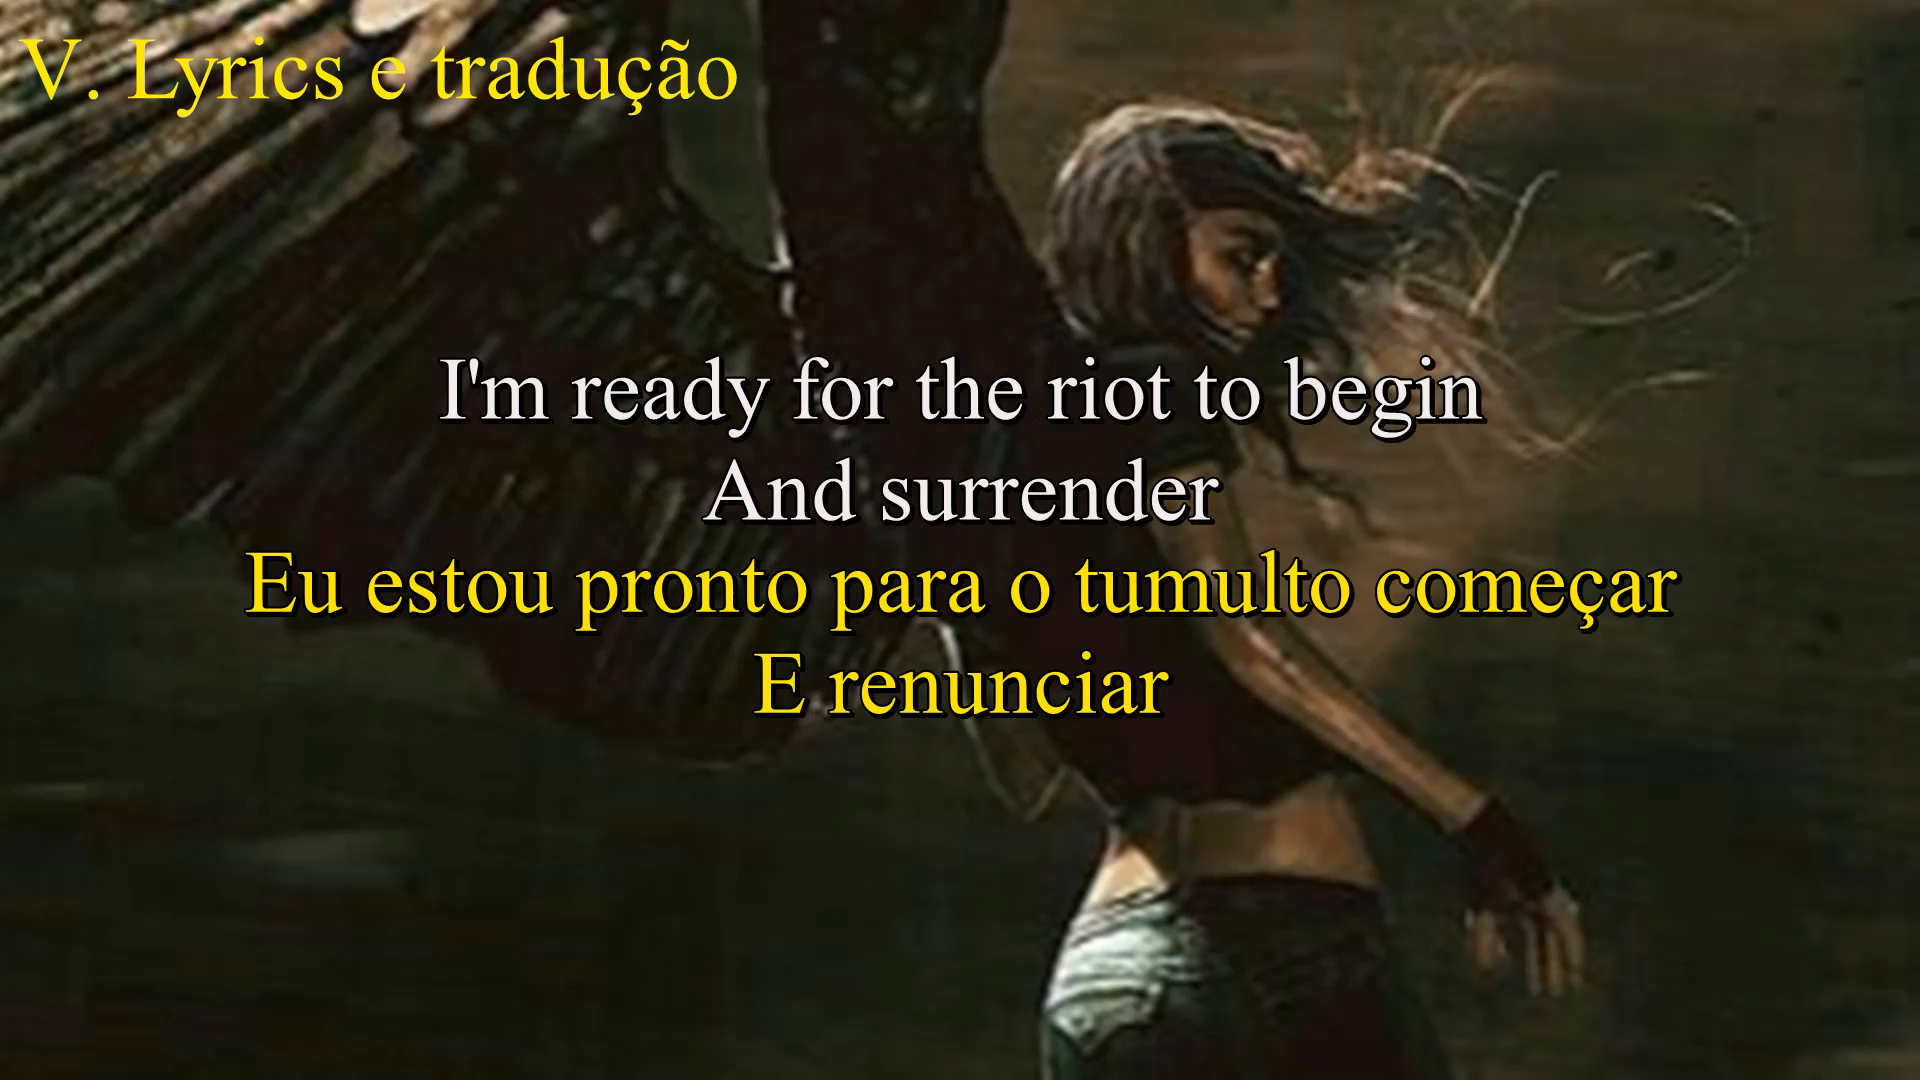 V. Lyrics e tradução
I'm ready for the riot to begin
And surrender
Eu estou pronto para o tumulto começar
E renunciar